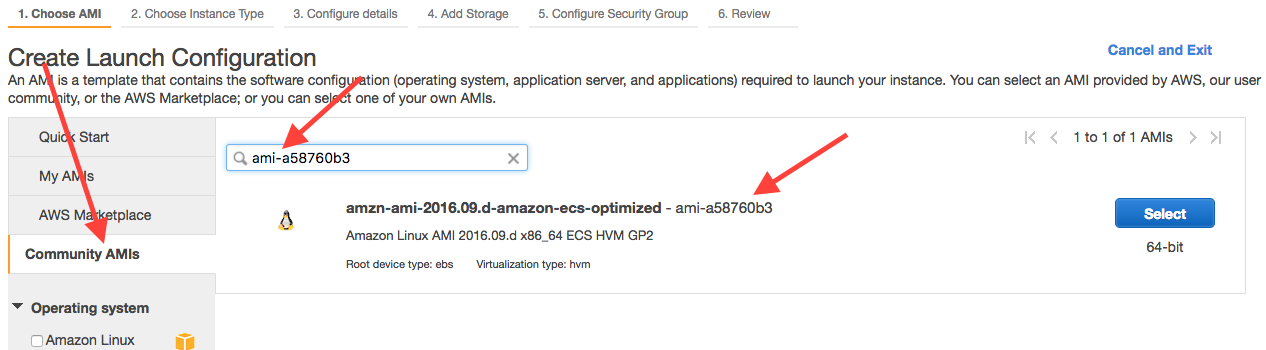 1. Choose AMI 2. Choose Instance Type 3. Configure details 4. Add Storage 5. Configure Security Group 6. Review
Create Launch Configuration
Cancel and Exit
An AMI is a template that contains the software configuration (operating system, application server, and applications) required to launch your instance. You can select an AMI provided by AWS, our user
community, or the AWS Marketplace; or you can select one of your own AMIs.
Quick Start
My AMIs
AWS Marketplace
Community AMIs
Operating system
Amazon Linux
ami-a58760b3
1 to 1 of 1 AMIs
amzn-ami-2016.09.d-amazon-ecs-optimized - ami-a58760b3
Amazon Linux AMI 2016.09.d x86_64 ECS HVM GP2
Root device type: ebs Virtualization type: hvm
Select
64-bit